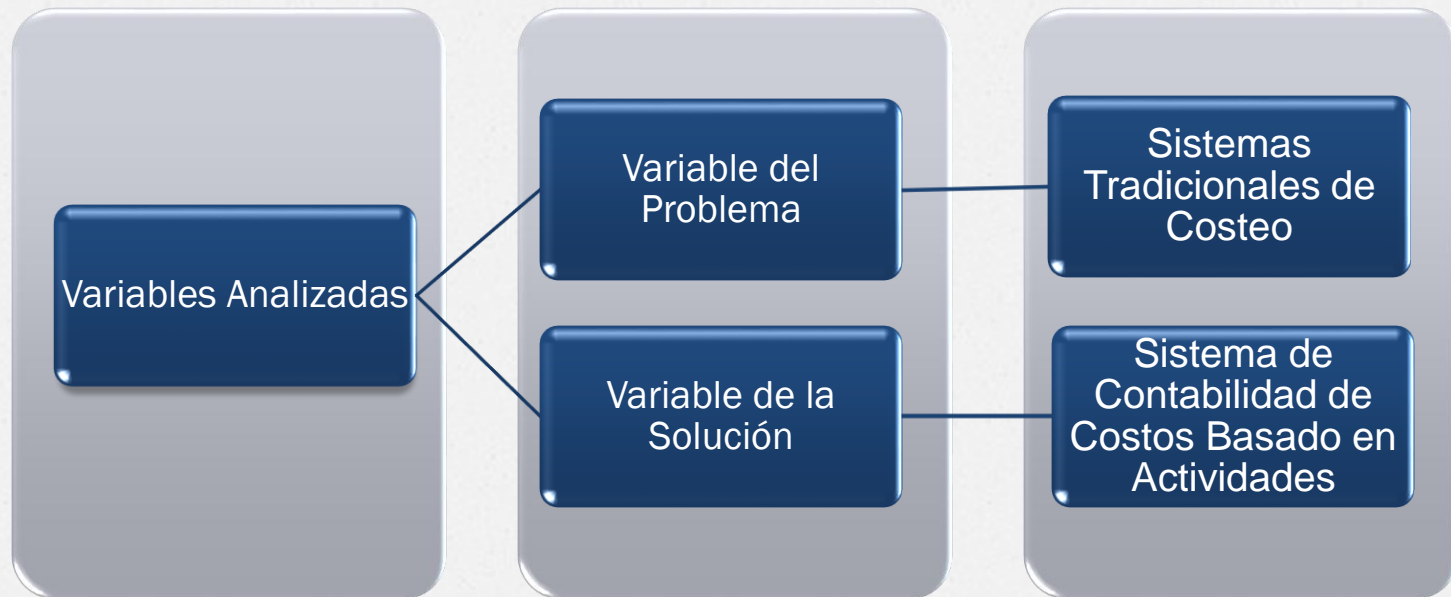 Variables Analizadas
Variable del
Problema
Sistemas
Tradicionales de
Costeo
Variable de la
Solución
Sistema de
Contabilidad de
Costos Basado en
Actividades